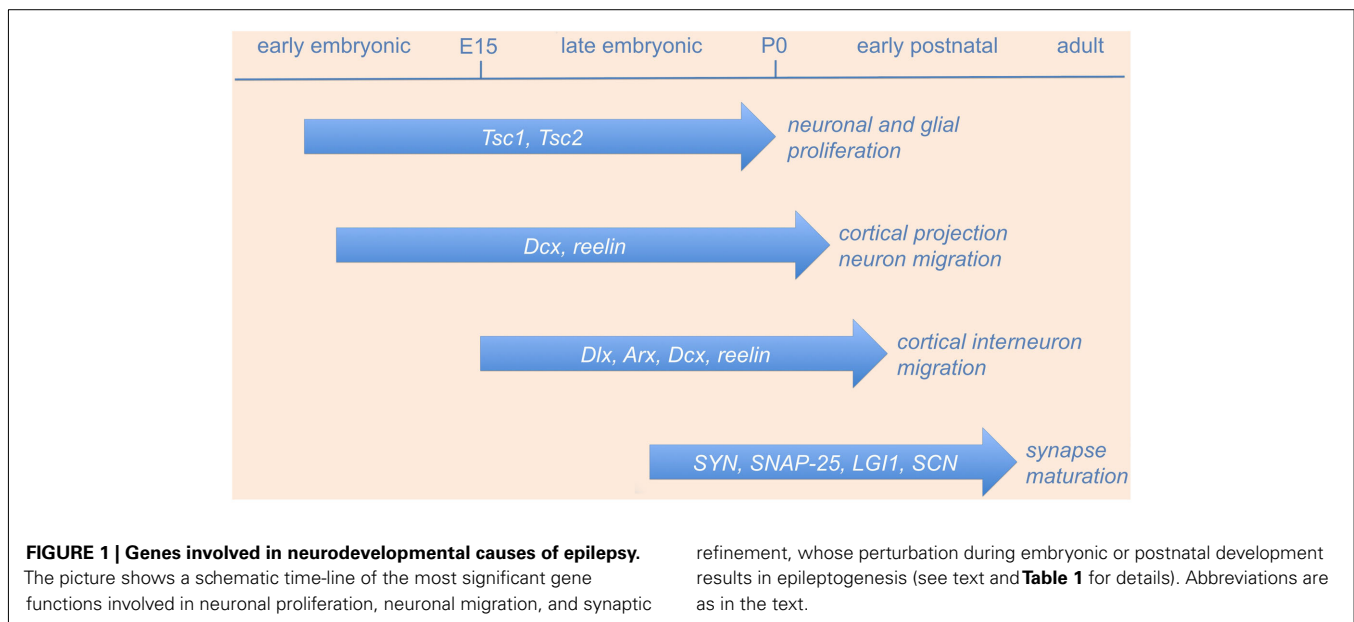 early embryonic E15 late embryonic P0 early postnatal adult
Tsc1, Tsc2
neuronal and glial
proliferation
Dcx, reelin
cortical projection
neuron migration
Dlx, Arx, Dcx, reelin
cortical interneuron
migration
SYN, SNAP-25, LGI1, SCN
synapse
maturation
FIGURE 1 | Genes involved in neurodevelopmental causes of epilepsy.
The picture shows a schematic time-line of the most significant gene
functions involved in neuronal proliferation, neuronal migration, and synaptic
refinement, whose perturbation during embryonic or postnatal development
results in epileptogenesis (see text and Table 1 for details). Abbreviations are
as in the text.